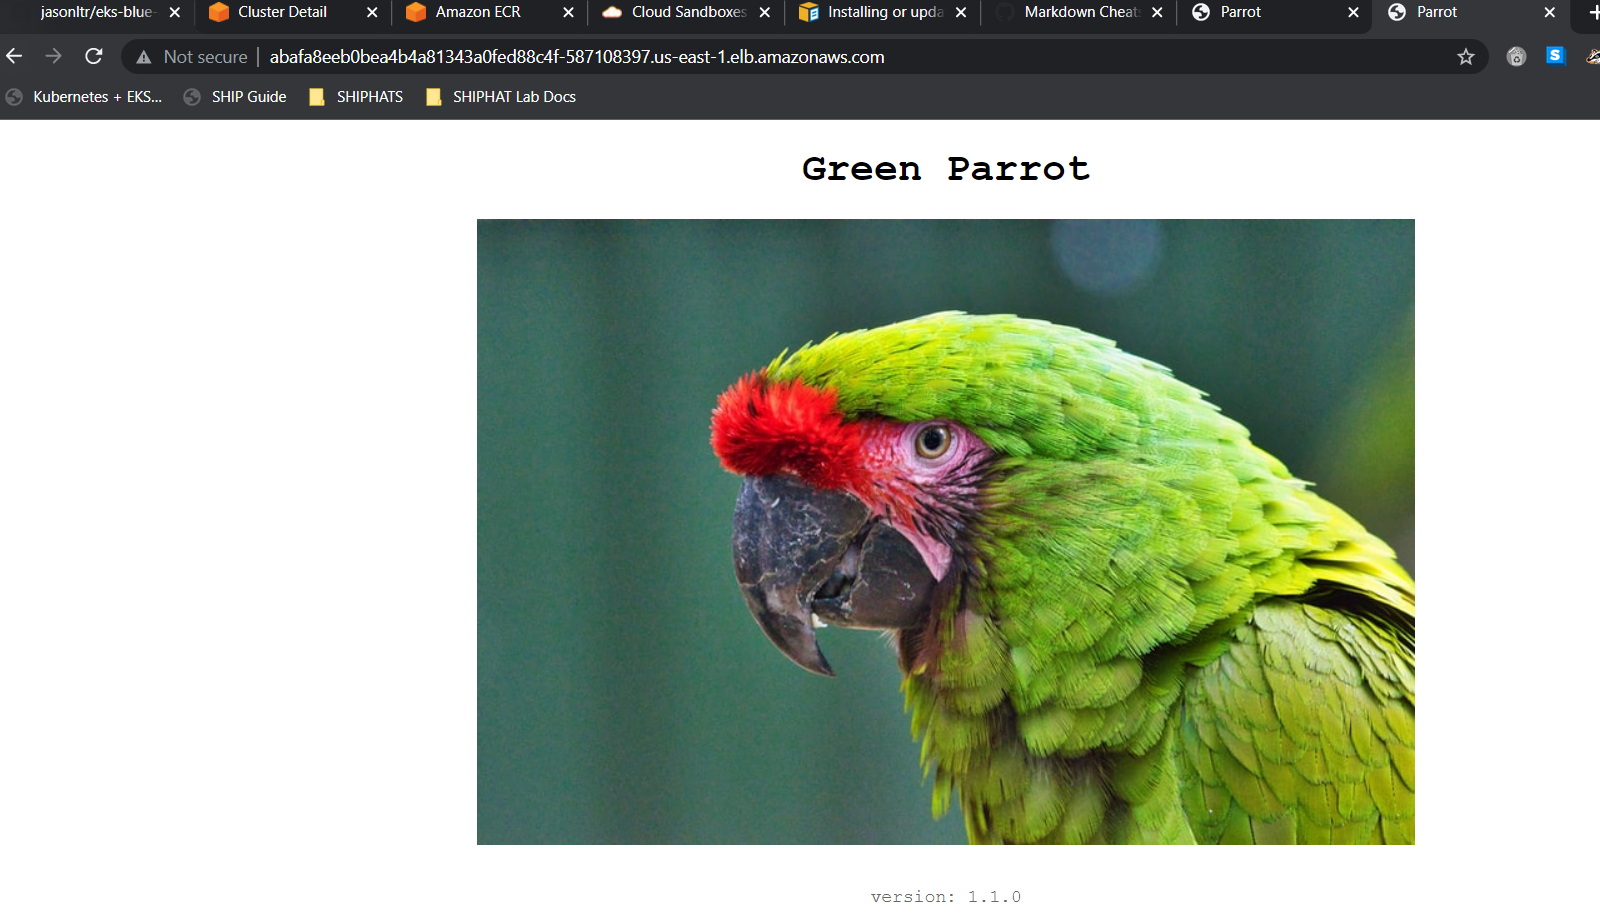 jasonltr/eks-blue- Cluster Detail Amazon ECR Cloud Sandboxes Installing or upda Markdown Cheat Parrot Parrot
Not secure abafa8eeb0bea4b4a81343a0fed88c4f-587108397.us-east-1.elb.amazonaws.com S
Kubernetes + EKS... SHIP Guide SHIPHATS SHIPHAT Lab Docs
Green Parrot
version: 1.1.0